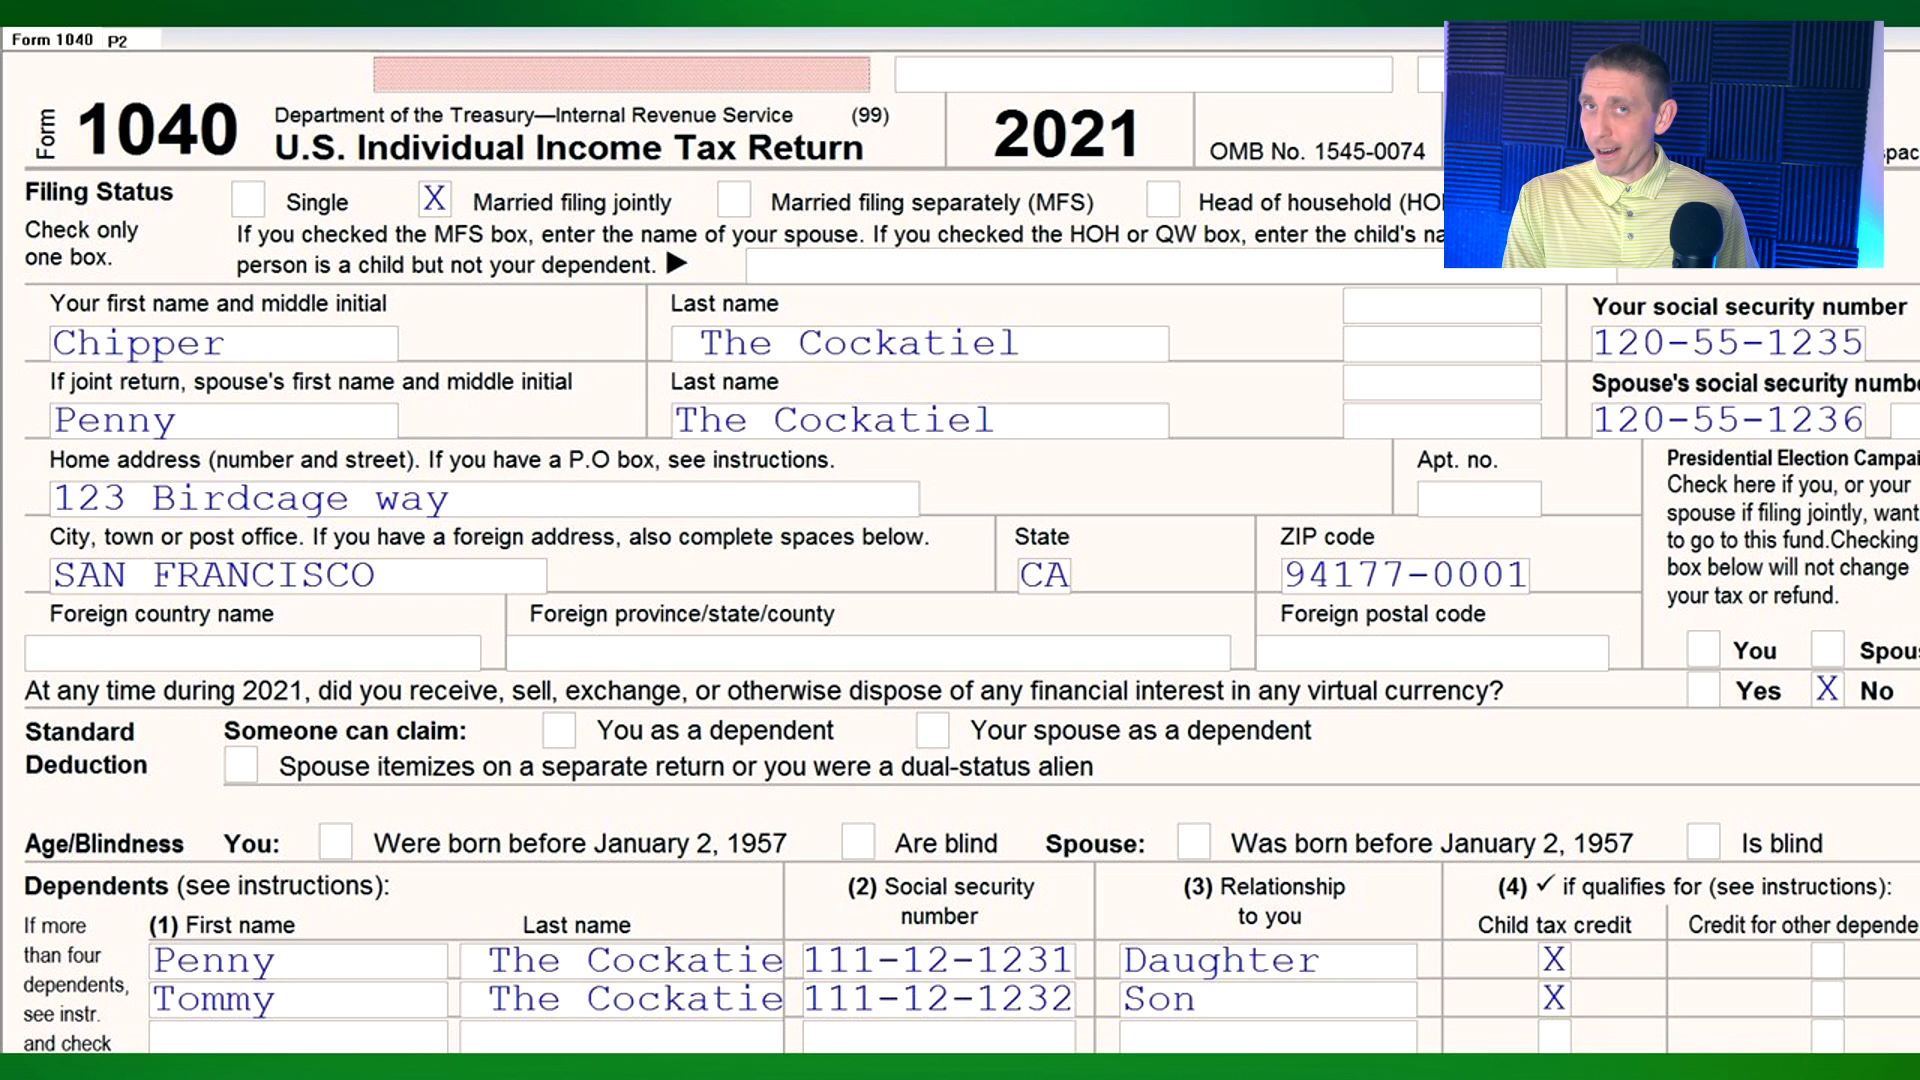 Form 1040 P2
Form 1040 Department of the Treasury—Internal Revenue Service (99)
U.S. Individual Income Tax Return 2021 OMB No. 1545-0074
Filing Status Single X Married filing jointly Married filing separately (MFS) Head of household (HO
Check only one box.
If you checked the MFS box, enter the name of your spouse. If you checked the HOH or QW box, enter the child's na
person is a child but not your dependent. ▶
Your first name and middle initial Last name Your social security number
Chipper The Cockatiel 120-55-1235
If joint return, spouse's first name and middle initial Last name Spouse's social security numbe
Penny The Cockatiel 120-55-1236
Home address (number and street). If you have a P.O box, see instructions. Apt. no.
123 Birdcage way
City, town or post office. If you have a foreign address, also complete spaces below. State ZIP code
SAN FRANCISCO CA 94177-0001
Foreign country name Foreign province/state/county Foreign postal code
Presidential Election Campai
Check here if you, or your
spouse if filing jointly, want
to go to this fund.Checking
box below will not change
your tax or refund.
You Spous
At any time during 2021, did you receive, sell, exchange, or otherwise dispose of any financial interest in any virtual currency? Yes X No
Standard Deduction
Someone can claim: You as a dependent Your spouse as a dependent
Spouse itemizes on a separate return or you were a dual-status alien
Age/Blindness You: Were born before January 2, 1957 Are blind Spouse: Was born before January 2, 1957 Is blind
Dependents (see instructions): (2) Social security number (3) Relationship to you (4) ✓ if qualifies for (see instructions):
If more than four dependents, see instr. and check
(1) First name Last name Child tax credit Credit for other depende
Penny The Cockatie 111-12-1231 Daughter X
Tommy The Cockatie 111-12-1232 Son X